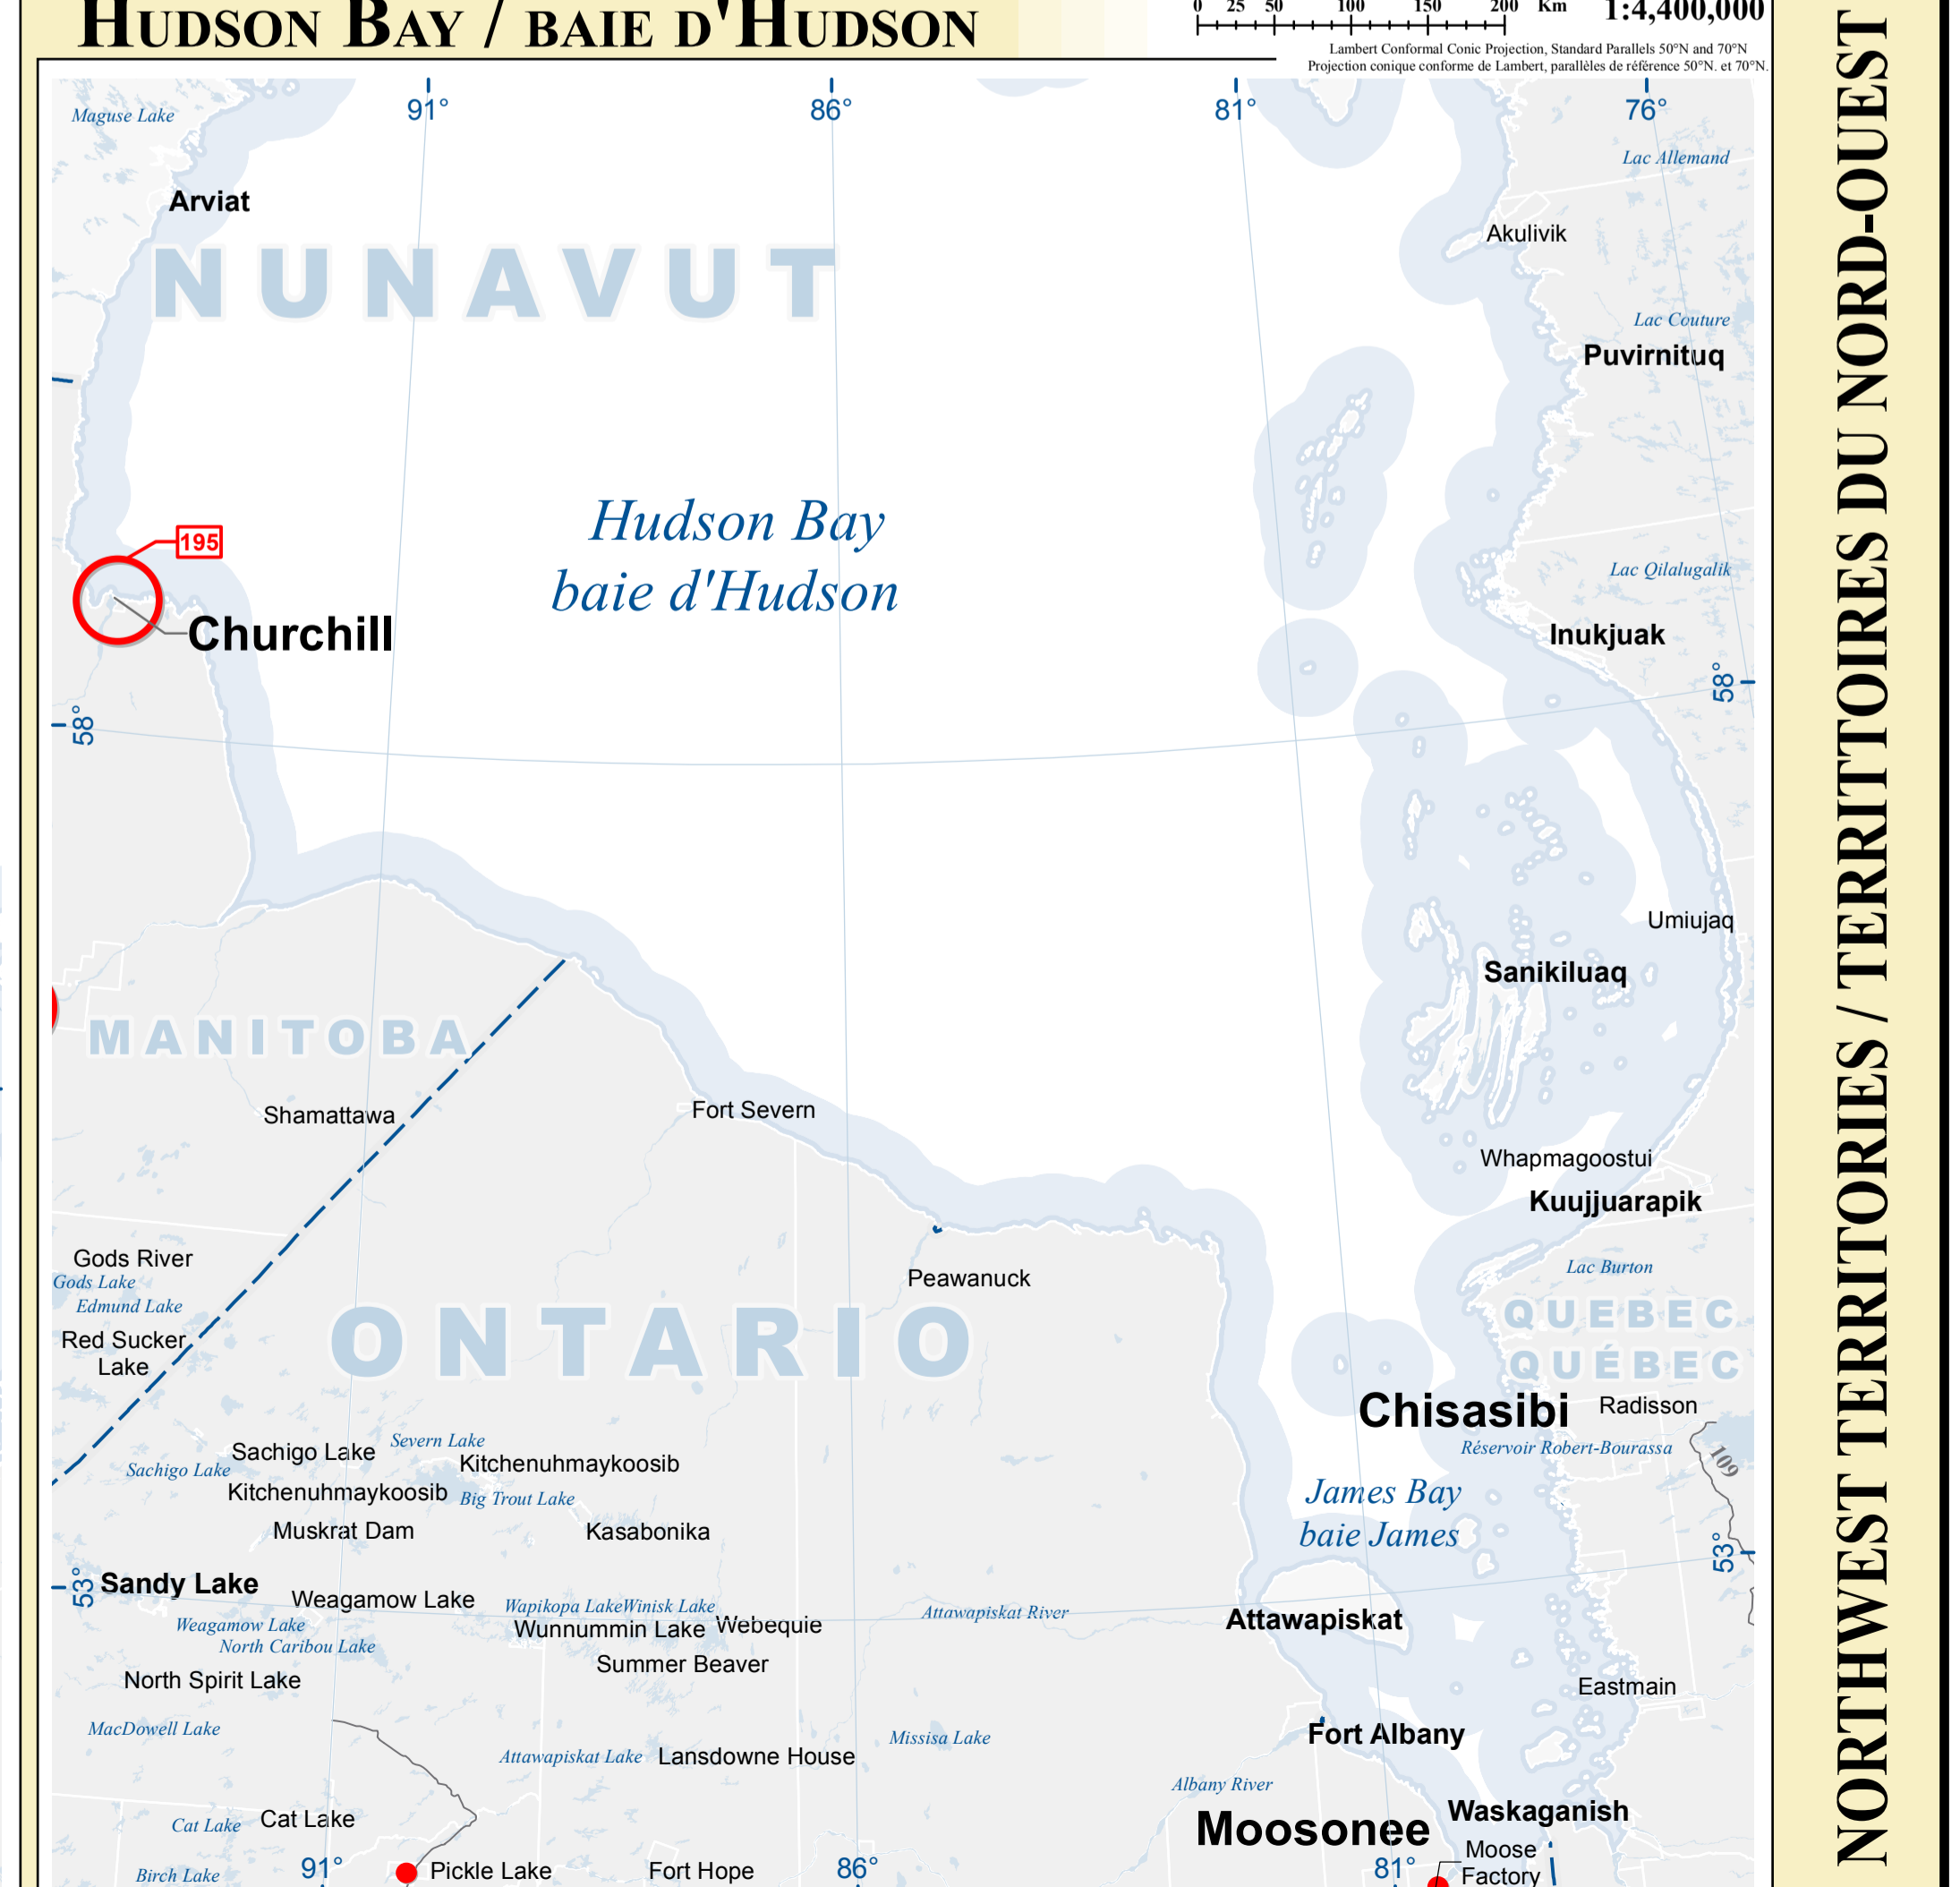 HUDSON BAY / BAIE D'HUDSON
0 25 50 100 150 200 Km
1:4,400,000
Lambert Conformal Conic Projection, Standard Parallels 50°N and 70°N
Projection conique conforme de Lambert, parallèles de référence 50°N. et 70°N.
91°
86°
81°
76°
Maguse Lake
Lac Allemand
Arviat
Akulivik
NUNAVUT
Lac Couture
Puvirnituq
Hudson Bay
baie d'Hudson
195
Lac Qilalugalik
Churchill
Inukjuak
58°
58°
Umiujaq
Sanikiluaq
MANITOBA
Shamattawa
Fort Severn
Whapmagoostui
Kuujjuarapik
Gods River
Gods Lake
Edmund Lake
Lac Burton
Peawanuck
Red Sucker
Lake
ONTARIO
QUEBEC
QUÉBEC
Chisasibi
Radisson
Sachigo Lake
Severn Lake
Réservoir Robert-Bourassa
109
Sachigo Lake
Kitchenuhmaykoosib
Kitchenuhmaykoosib
Big Trout Lake
James Bay
baie James
Muskrat Dam
Kasabonika
53°
53°
Sandy Lake
Weagamow Lake
Wapikopa Lake
Winisk Lake
Attawapiskat River
Attawapiskat
Weagamow Lake
Wunnummin Lake
Webequie
North Caribou Lake
Summer Beaver
North Spirit Lake
Eastmain
MacDowell Lake
Missisa Lake
Fort Albany
Attawapiskat Lake
Lansdowne House
Albany River
Cat Lake
Cat Lake
Moosonee
Waskaganish
Moose
Factory
91°
86°
81°
Birch Lake
Pickle Lake
Fort Hope
NORTHWEST TERRITORIES / TERRITTOIRES DU NORD-OUEST